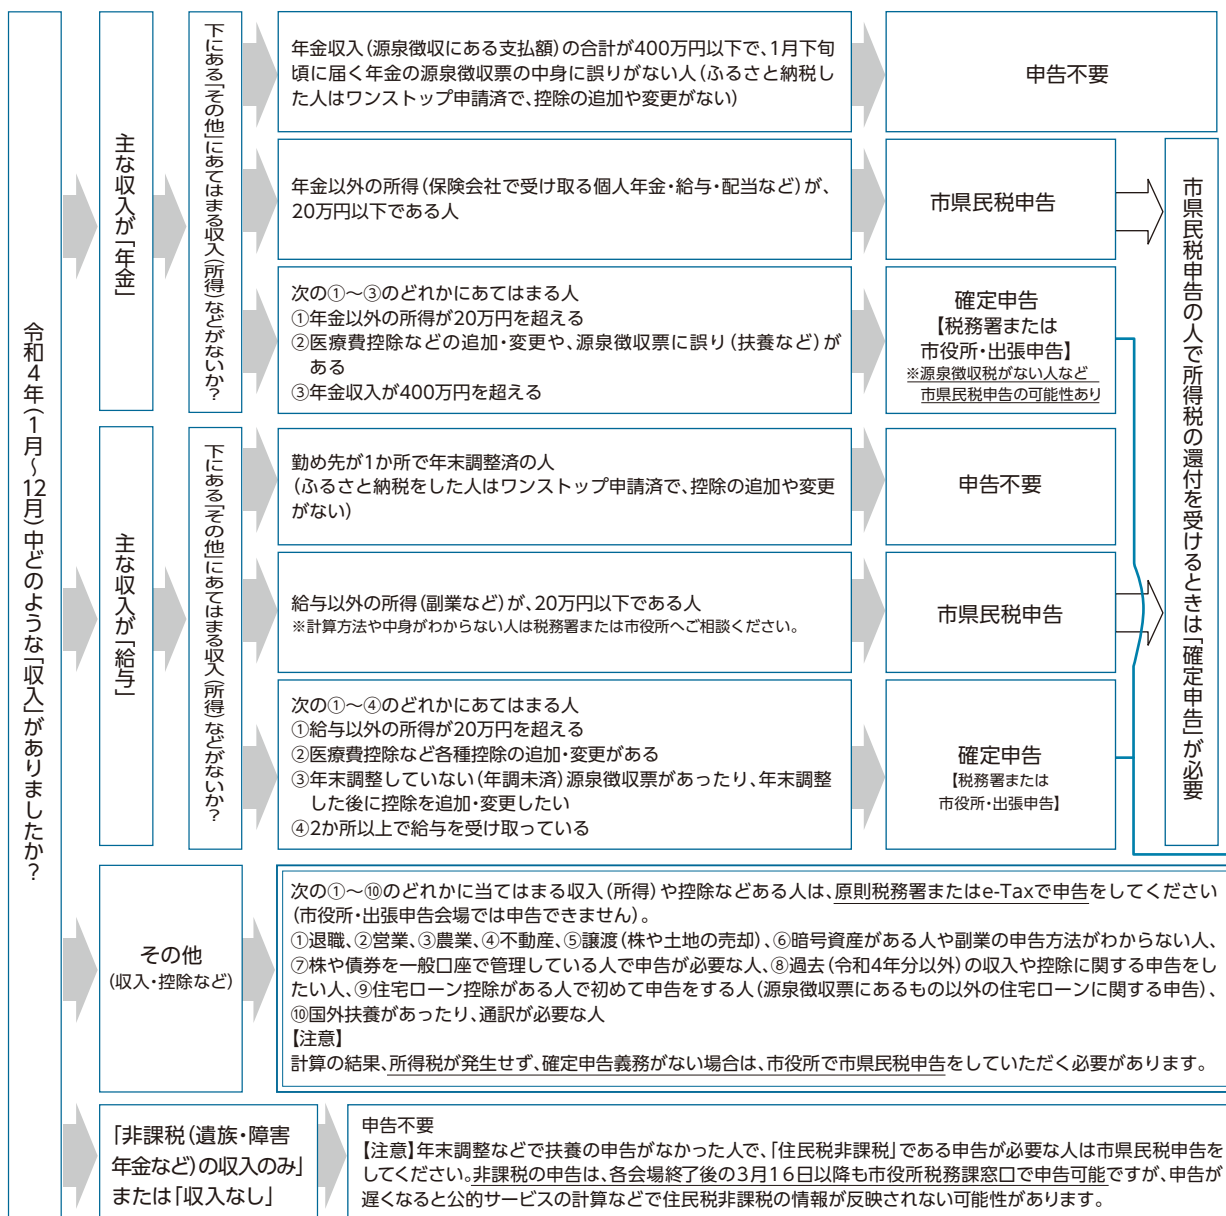 令和4年(1月~12月)中どのような「収入」がありましたか?
主な収入が「年金」
下にある「その他」にあてはまる収入(所得)などがないか?
年金収入(源泉徴収にある支払額)の合計が400万円以下で、1月下旬
頃に届く年金の源泉徴収票の中身に誤りがない人(ふるさと納税し
た人はワンストップ申請済で、控除の追加や変更がない)
申告不要
年金以外の所得(保険会社で受け取る個人年金・給与・配当など)が、
20万円以下である人
市県民税申告
次の①~③のどれかにあてはまる人
①年金以外の所得が20万円を超える
②医療費控除などの追加・変更や、源泉徴収票に誤り(扶養など)が
ある
③年金収入が400万円を超える
確定申告
【税務署または
市役所・出張申告】
※源泉徴収税がない人など
市県民税申告の可能性あり
市県民税申告の人で所得税の還付を受けるときは「確定申告」が必要
主な収入が「給与」
下にある「その他」にあてはまる収入(所得)などがないか?
勤め先が1か所で年末調整済の人
(ふるさと納税をした人はワンストップ申請済で、控除の追加や変更
がない)
申告不要
給与以外の所得(副業など)が、20万円以下である人
※計算方法や中身がわからない人は税務署または市役所へご相談ください。
市県民税申告
次の①~④のどれかにあてはまる人
①給与以外の所得が20万円を超える
②医療費控除など各種控除の追加・変更がある
③年末調整していない(年調未済)源泉徴収票があったり、年末調整
した後に控除を追加・変更したい
④2か所以上で給与を受け取っている
確定申告
【税務署または
市役所・出張申告】
その他
(収入・控除など)
次の①~⑩のどれかに当てはまる収入(所得)や控除などある人は、原則税務署またはe-Taxで申告をしてください
(市役所・出張申告会場では申告できません)。
①退職、②営業、③農業、④不動産、⑤譲渡(株や土地の売却)、⑥暗号資産がある人や副業の申告方法がわからない人、
⑦株や債券を一般口座で管理している人で申告が必要な人、⑧過去(令和4年分以外)の収入や控除に関する申告をし
たい人、⑨住宅ローン控除がある人で初めて申告をする人(源泉徴収票にあるもの以外の住宅ローンに関する申告)、
⑩国外扶養があったり、通訳が必要な人
【注意】
計算の結果、所得税が発生せず、確定申告義務がない場合は、市役所で市県民税申告をしていただく必要があります。
「非課税(遺族・障害
年金など)の収入のみ」
または「収入なし」
申告不要
【注意】年末調整などで扶養の申告がなかった人で、「住民税非課税」である申告が必要な人は市県民税申告を
してください。非課税の申告は、各会場終了後の3月16日以降も市役所税務課窓口で申告可能ですが、申告が
遅くなると公的サービスの計算などで住民税非課税の情報が反映されない可能性があります。